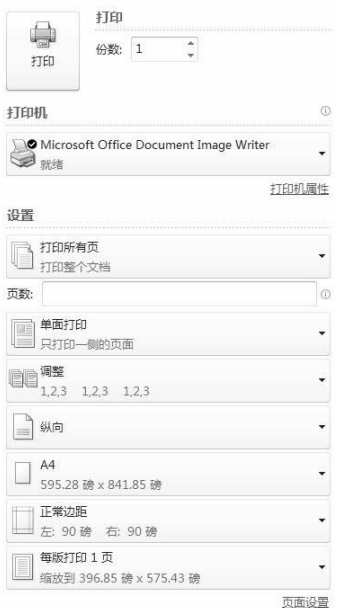 打印
打印
份数: 1
打印机
Microsoft Office Document Image Writer
就绪
打印机属性
设置
打印所有页
打印整个文档
页数:
单面打印
只打印一侧的页面
调整
1,2,3 1,2,3 1,2,3
纵向
A4
595.28 磅 x 841.85 磅
正常边距
左: 90 磅 右: 90 磅
每版打印 1 页
缩放到 396.85 磅 x 575.43 磅
页面设置